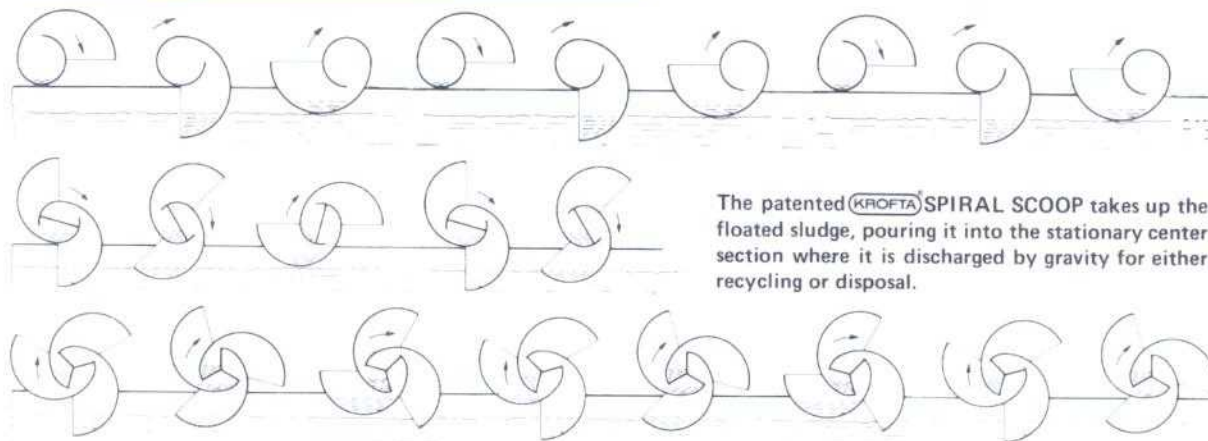 The patented KROFTA® SPIRAL SCOOP takes up the
floated sludge, pouring it into the stationary center
section where it is discharged by gravity for either
recycling or disposal.